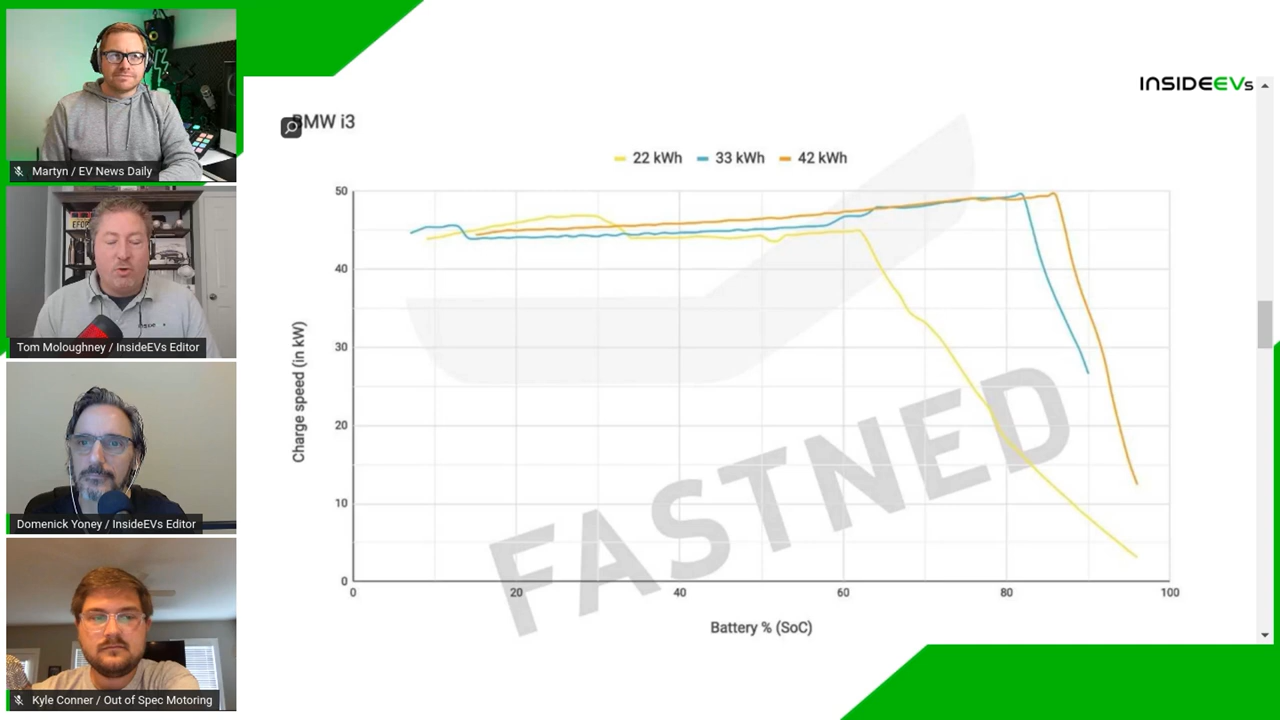 Martyn / EV News Daily
Tom Moloughney / InsideEVs Editor
Domenick Yoney / InsideEVs Editor
Kyle Conner / Out of Spec Motoring
INSIDEEVs
BMW i3
22 kWh 33 kWh 42 kWh
Charge speed (in kW)
50
40
30
20
10
0
0 20 40 60 80 100
Battery % (SoC)
FASTNED